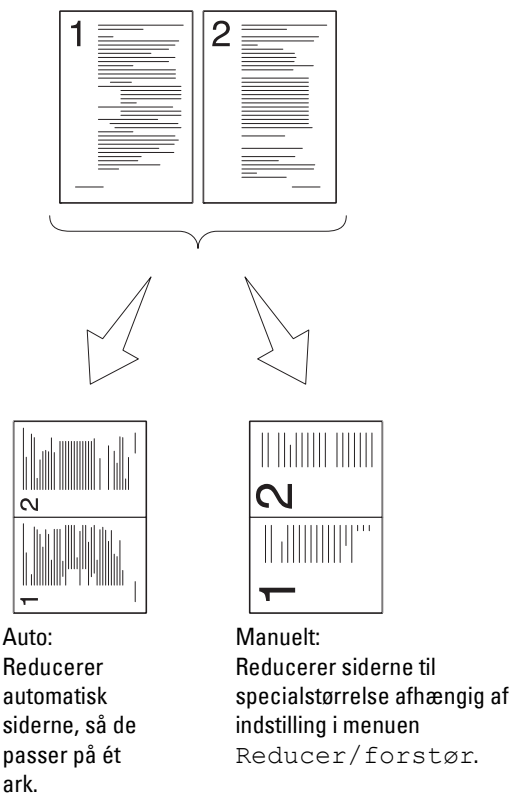 1
2
2
1
2
1
Auto:
Reducerer
automatisk
siderne, så de
passer på ét
ark.
Manuelt:
Reducerer siderne til
specialstørrelse afhængig af
indstilling i menuen
Reducer/forstør.